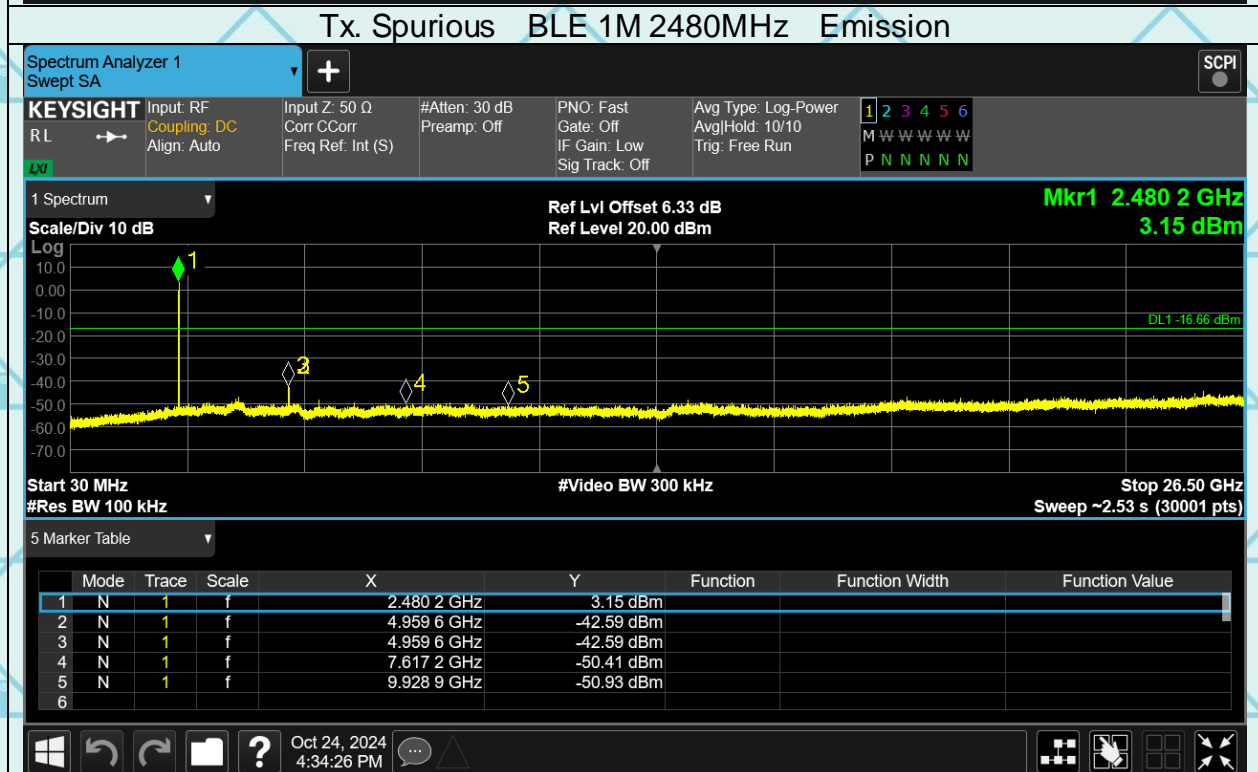 Tx. Spurious BLE 1M 2480MHz Emission
Spectrum Analyzer 1
Swept SA
+
SCPI
KEYSIGHT
RL
LXI
Input: RF
Coupling: DC
Align: Auto
Input Z: 50 Ω
Corr CCorr
Freq Ref: Int (S)
#Atten: 30 dB
Preamp: Off
PNO: Fast
Gate: Off
IF Gain: Low
Sig Track: Off
Avg Type: Log-Power
Avg|Hold: 10/10
Trig: Free Run
1 2 3 4 5 6
M W W W W W
P N N N N N
1 Spectrum
Scale/Div 10 dB
Ref Lvl Offset 6.33 dB
Ref Level 20.00 dBm
Mkr1 2.480 2 GHz
3.15 dBm
Log
10.0
0.00
-10.0
-20.0
-30.0
-40.0
-50.0
-60.0
-70.0
1
DL1 -16.66 dBm
3
4
5
Start 30 MHz
#Video BW 300 kHz
Stop 26.50 GHz
#Res BW 100 kHz
Sweep ~2.53 s (30001 pts)
5 Marker Table
Mode Trace Scale X Y Function Function Width Function Value
1 N 1 f 2.480 2 GHz 3.15 dBm
2 N 1 f 4.959 6 GHz -42.59 dBm
3 N 1 f 4.959 6 GHz -42.59 dBm
4 N 1 f 7.617 2 GHz -50.41 dBm
5 N 1 f 9.928 9 GHz -50.93 dBm
6
?
Oct 24, 2024
4:34:26 PM